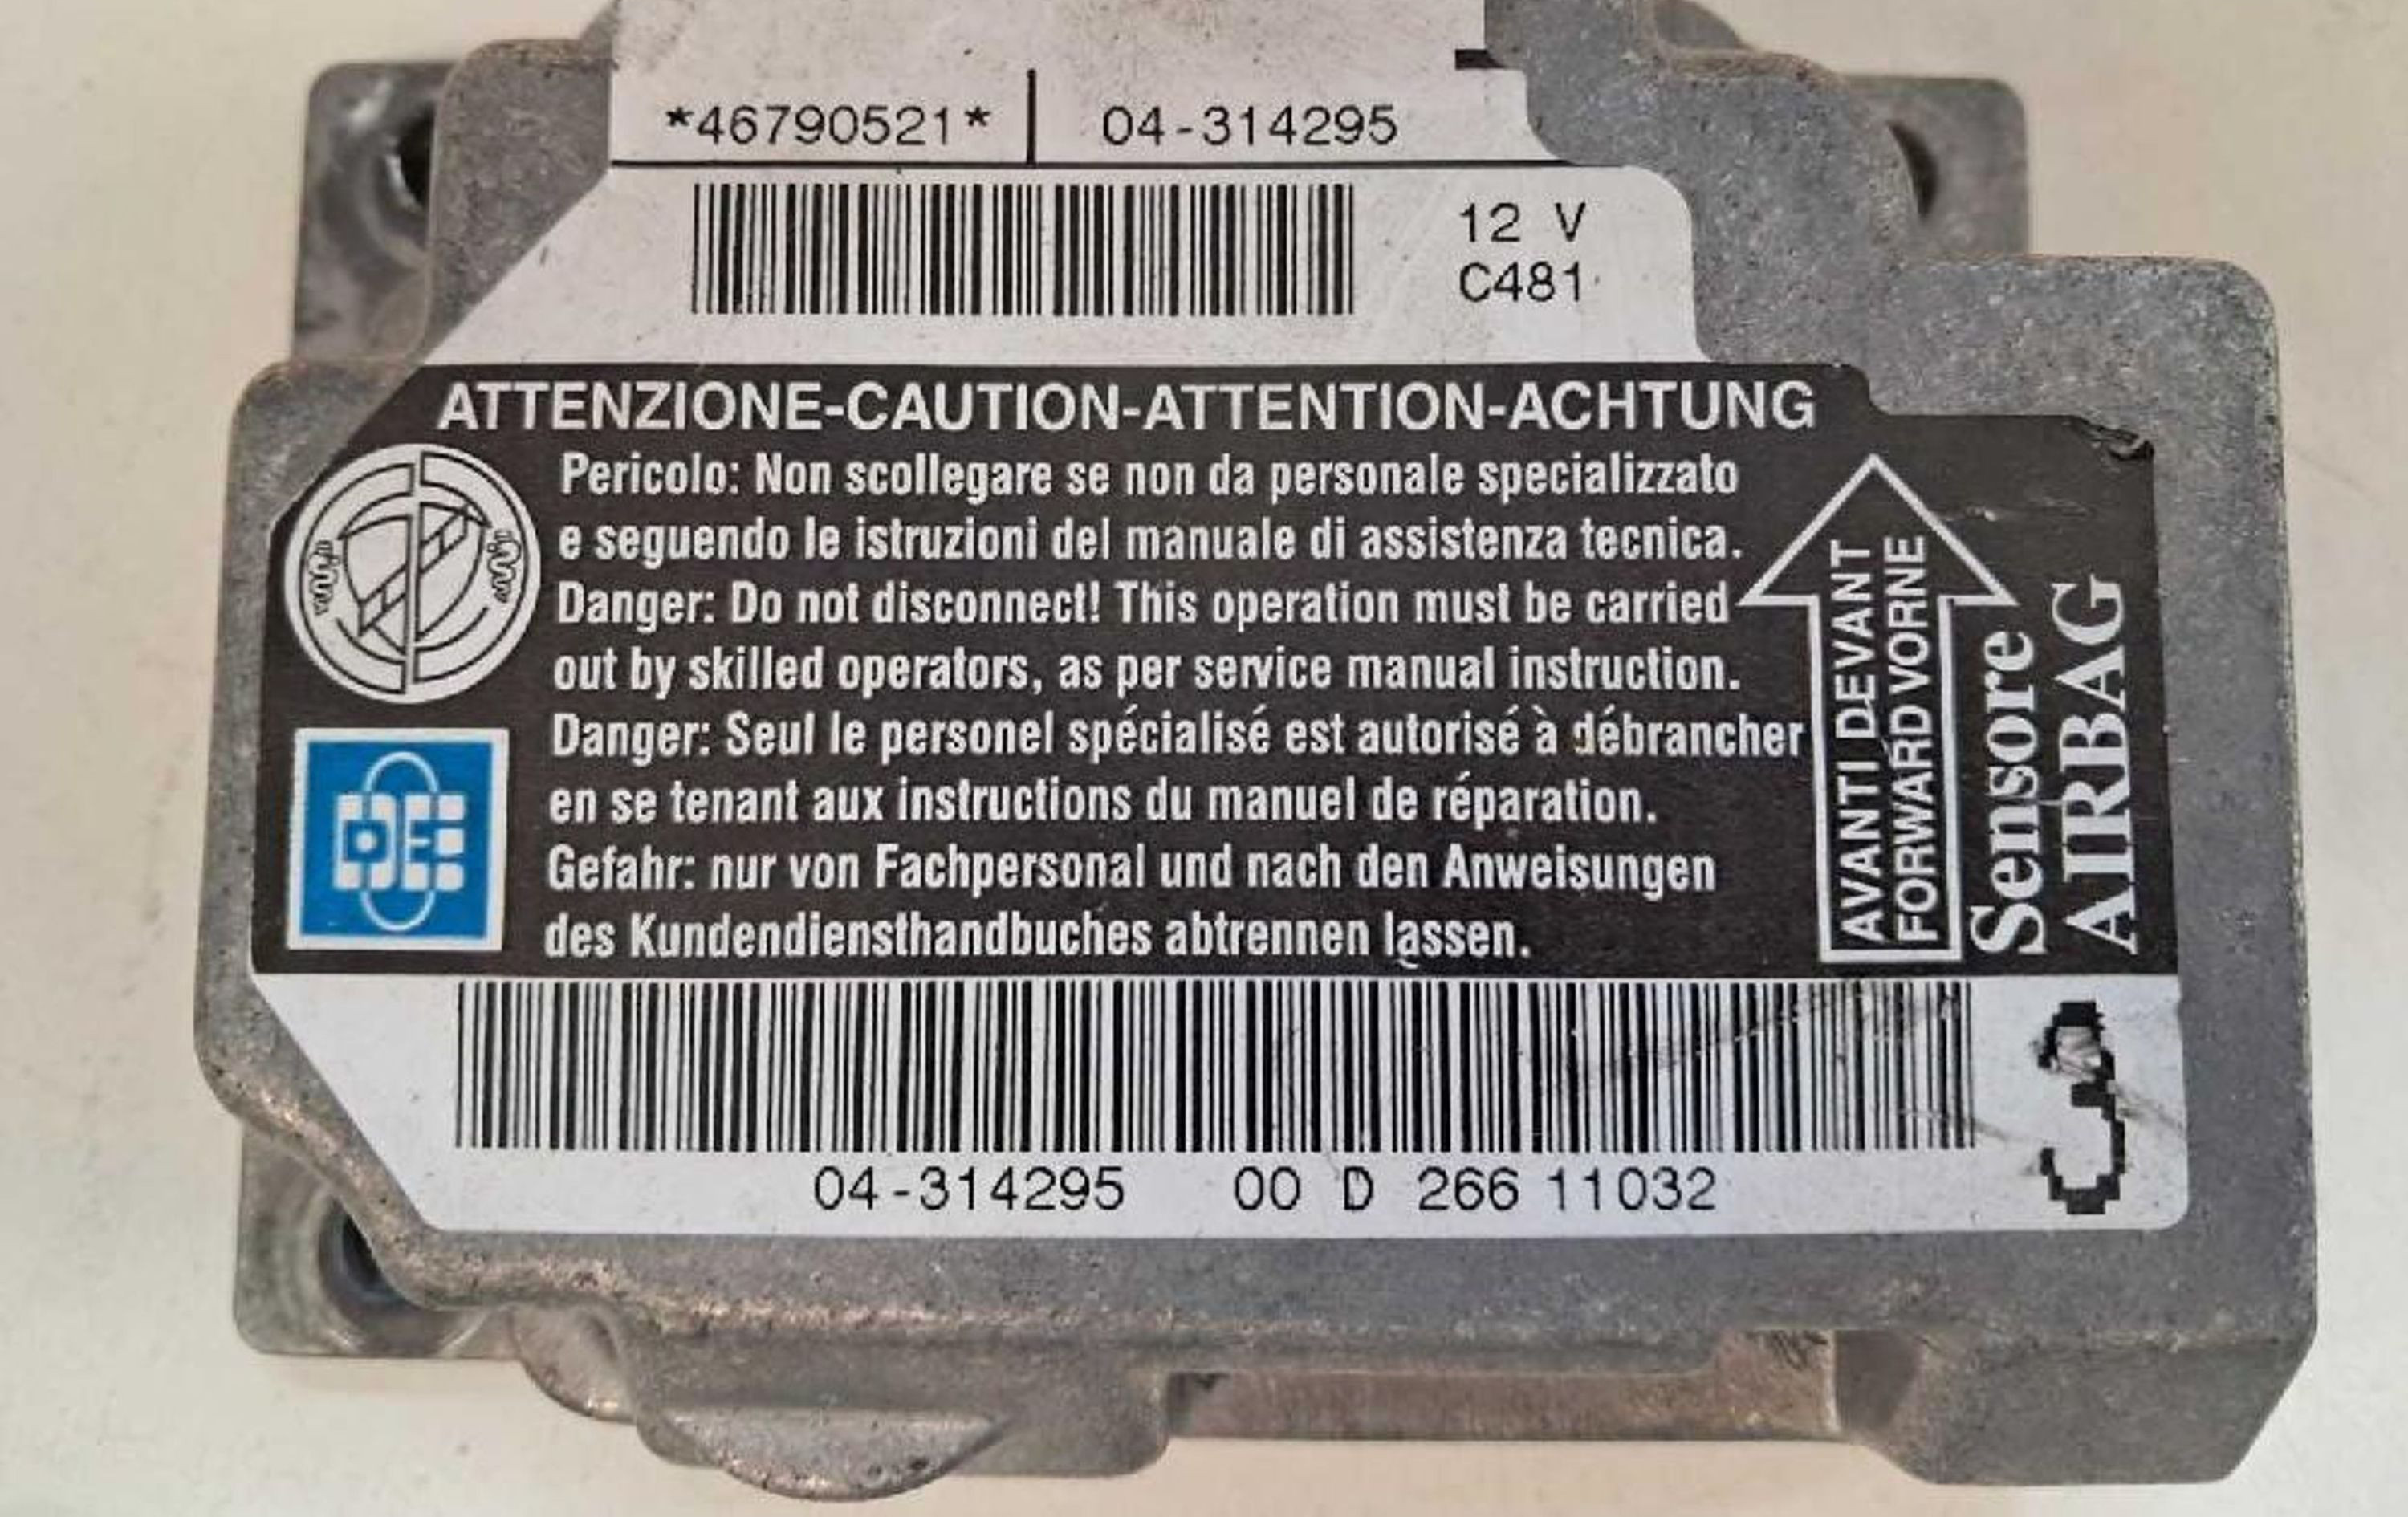 *46790521* 04-314295
12 V
C481
ATTENZIONE-CAUTION-ATTENTION-ACHTUNG
Pericolo: Non scollegare se non da personale specializzato
e seguendo le istruzioni del manuale di assistenza tecnica.
Danger: Do not disconnect! This operation must be carried
out by skilled operators, as per service manual instruction.
Danger: Seul le personel spécialisé est autorisé à débrancher
en se tenant aux instructions du manuel de réparation.
Gefahr: nur von Fachpersonal und nach den Anweisungen
des Kundendiensthandbuches abtrennen lassen.
AVANTI DEVANT
FORWARD VORNE
Sensore
AIRBAG
04-314295 00 D 266 11032